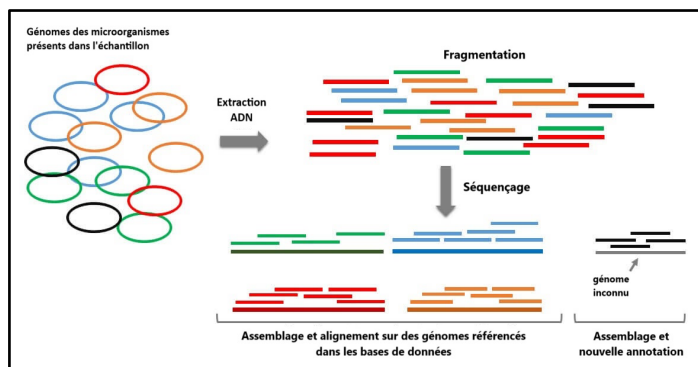 Génomes des microorganismes
présents dans l'échantillon
Fragmentation
Extraction
ADN
Séquençage
génome
inconnu
Assemblage et alignement sur des génomes référencés
dans les bases de données
Assemblage et
nouvelle annotation